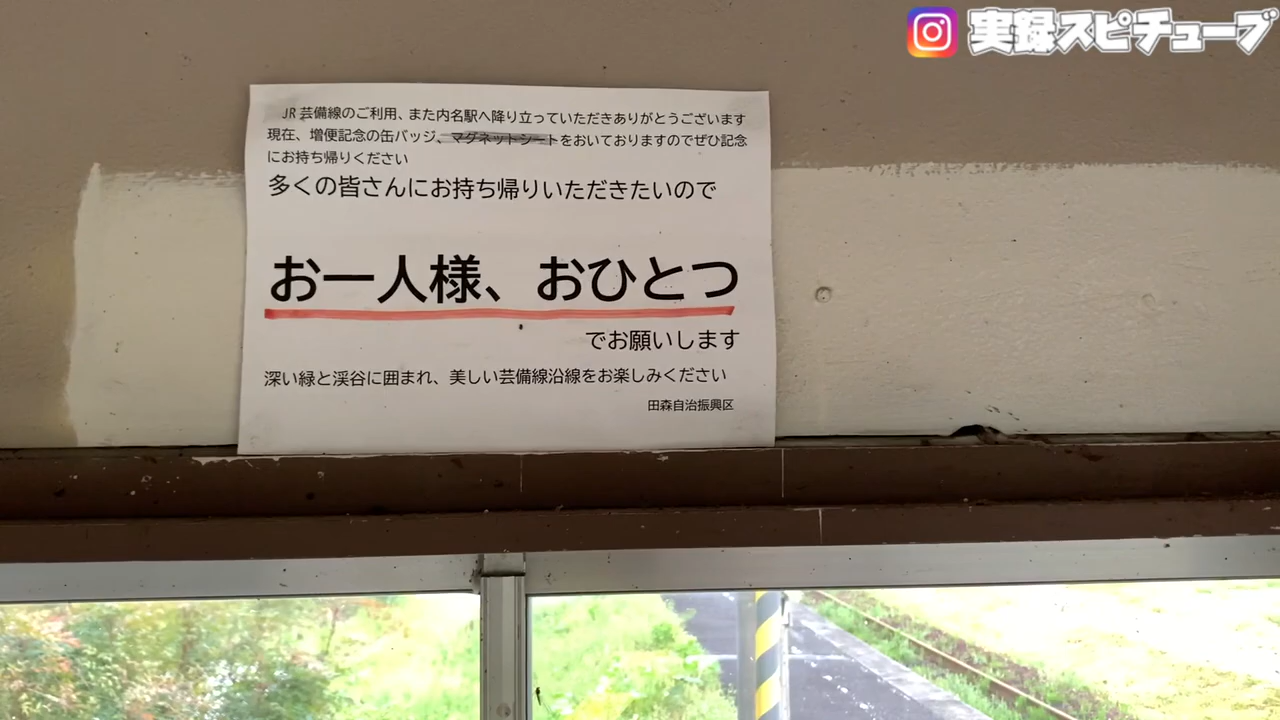 実録スピチューブ
JR芸備線のご利用、また内名駅へ降り立っていただきありがとうございます
現在、増便記念の缶バッジ、マグネットシートをおいておりますのでぜひ記念
にお持ち帰りください
多くの皆さんにお持ち帰りいただきたいので
お一人様、おひとつ
でお願いします
深い緑と渓谷に囲まれ、美しい芸備線沿線をお楽しみください
田森自治振興区